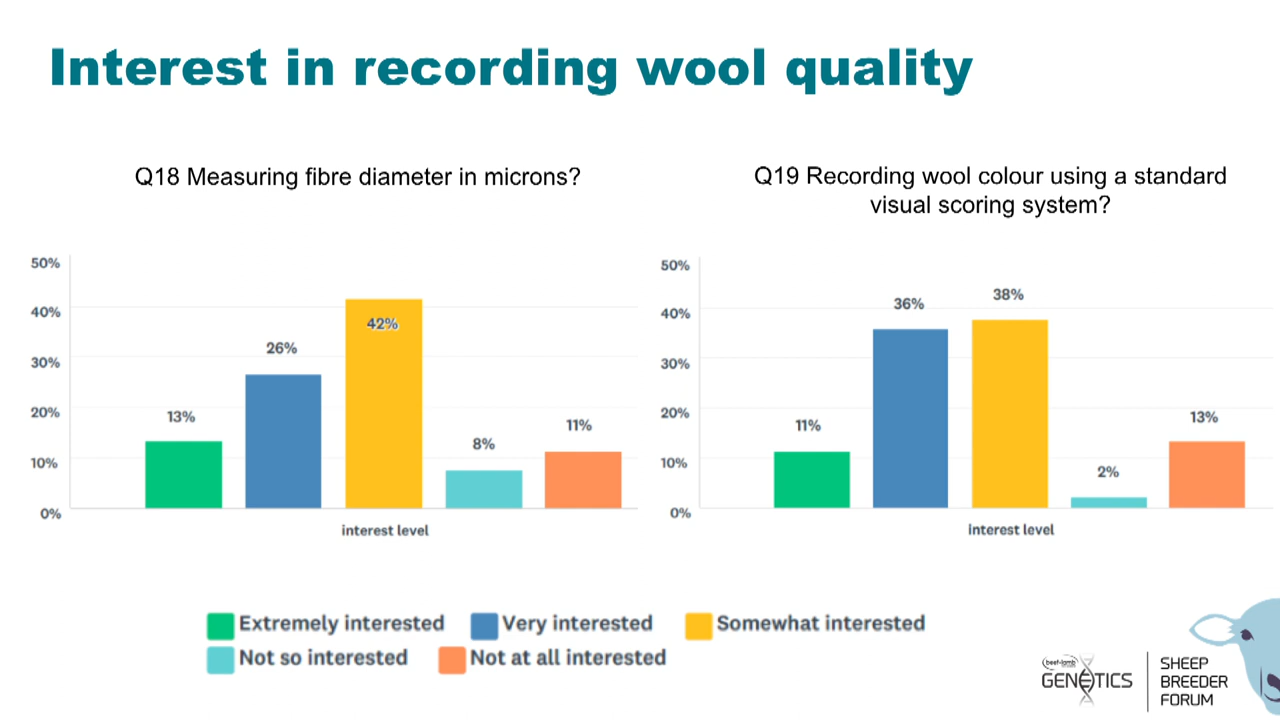 Interest in recording wool quality
Q18 Measuring fibre diameter in microns?
50%
40%
30%
20%
10%
0%
13%
26%
42%
8%
11%
interest level
Q19 Recording wool colour using a standard
visual scoring system?
50%
40%
30%
20%
10%
0%
11%
36%
38%
2%
13%
interest level
Extremely interested
Very interested
Somewhat interested
Not so interested
Not at all interested
beef+lamb
GENETICS
SHEEP
BREEDER
FORUM